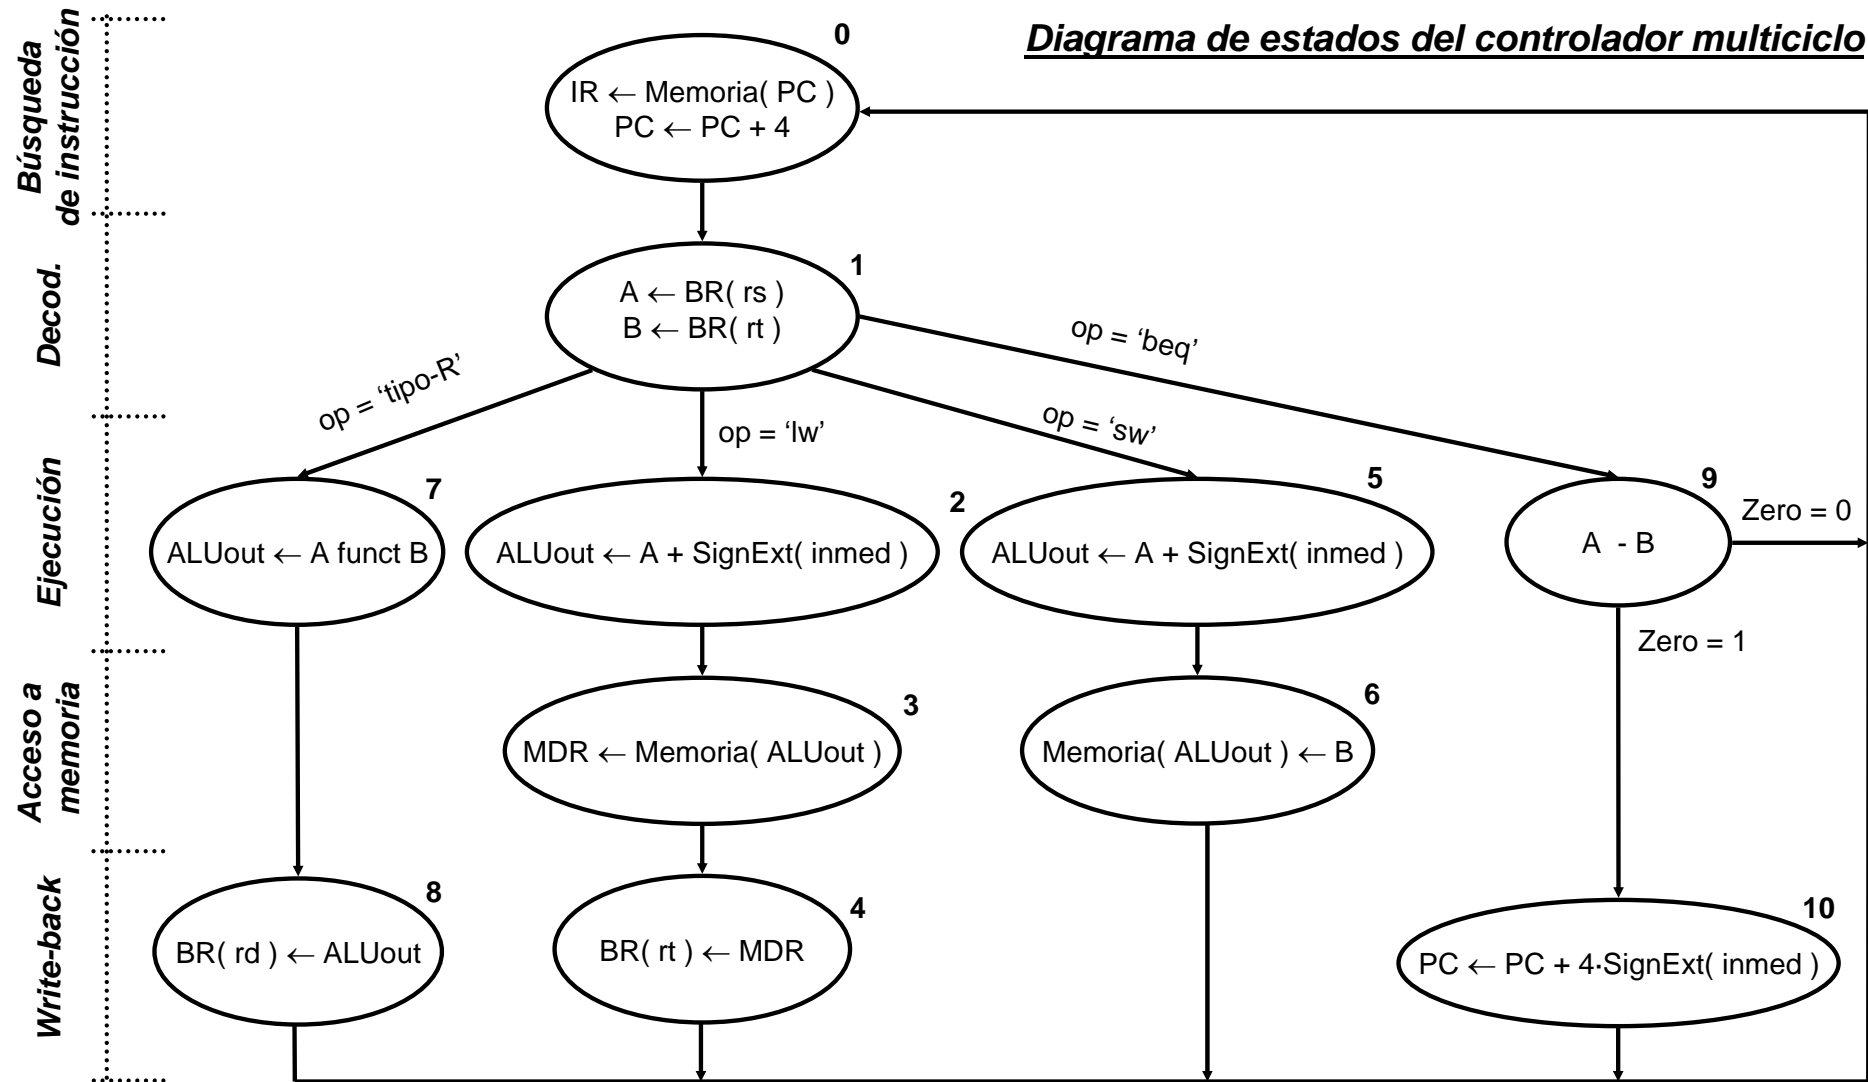 Diagrama de estados del controlador multiciclo
Búsqueda
de instrucción
0
IR ← Memoria( PC )
PC ← PC + 4
Decod.
1
A ← BR( rs )
B ← BR( rt )
op = ‘tipo-R’
op = ‘lw’
op = ‘sw’
op = ‘beq’
Ejecución
7
ALUout ← A funct B
2
ALUout ← A + SignExt( inmed )
5
ALUout ← A + SignExt( inmed )
9
A - B
Zero = 0
Zero = 1
Acceso a
memoria
3
MDR ← Memoria( ALUout )
6
Memoria( ALUout ) ← B
Write-back
8
BR( rd ) ← ALUout
4
BR( rt ) ← MDR
10
PC ← PC + 4·SignExt( inmed )